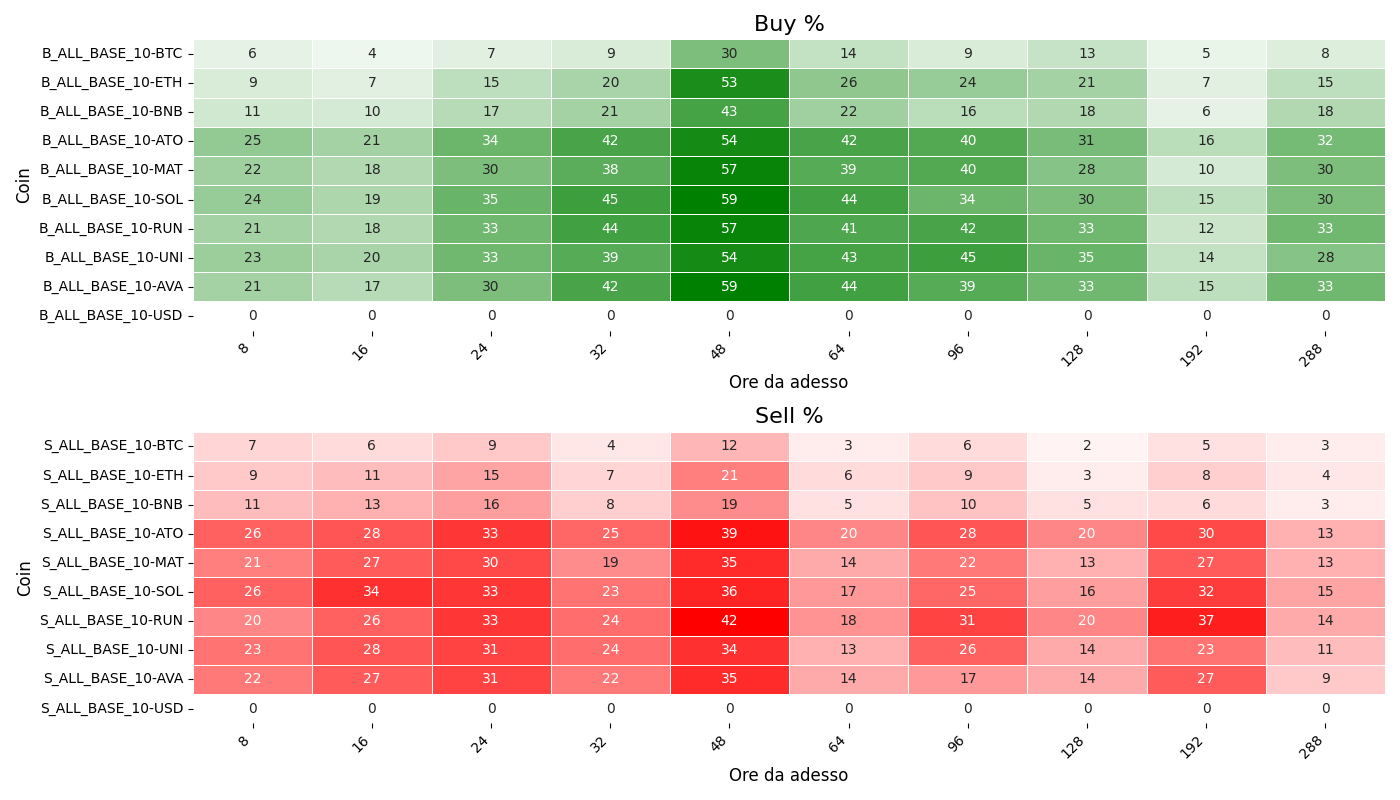 Buy %
Coin
B_ALL_BASE_10-BTC 6 4 7 9 30 14 9 13 5 8
B_ALL_BASE_10-ETH 9 7 15 20 53 26 24 21 7 15
B_ALL_BASE_10-BNB 11 10 17 21 43 22 16 18 6 18
B_ALL_BASE_10-ATO 25 21 34 42 54 42 40 31 16 32
B_ALL_BASE_10-MAT 22 18 30 38 57 39 40 28 10 30
B_ALL_BASE_10-SOL 24 19 35 45 59 44 34 30 15 30
B_ALL_BASE_10-RUN 21 18 33 44 57 41 42 33 12 33
B_ALL_BASE_10-UNI 23 20 33 39 54 43 45 35 14 28
B_ALL_BASE_10-AVA 21 17 30 42 59 44 39 33 15 33
B_ALL_BASE_10-USD 0 0 0 0 0 0 0 0 0 0
8 16 24 32 48 64 96 128 192 288
Ore da adesso
Sell %
Coin
S_ALL_BASE_10-BTC 7 6 9 4 12 3 6 2 5 3
S_ALL_BASE_10-ETH 9 11 15 7 21 6 9 3 8 4
S_ALL_BASE_10-BNB 11 13 16 8 19 5 10 5 6 3
S_ALL_BASE_10-ATO 26 28 33 25 39 20 28 20 30 13
S_ALL_BASE_10-MAT 21 27 30 19 35 14 22 13 27 13
S_ALL_BASE_10-SOL 26 34 33 23 36 17 25 16 32 15
S_ALL_BASE_10-RUN 20 26 33 24 42 18 31 20 37 14
S_ALL_BASE_10-UNI 23 28 31 24 34 13 26 14 23 11
S_ALL_BASE_10-AVA 22 27 31 22 35 14 17 14 27 9
S_ALL_BASE_10-USD 0 0 0 0 0 0 0 0 0 0
8 16 24 32 48 64 96 128 192 288
Ore da adesso